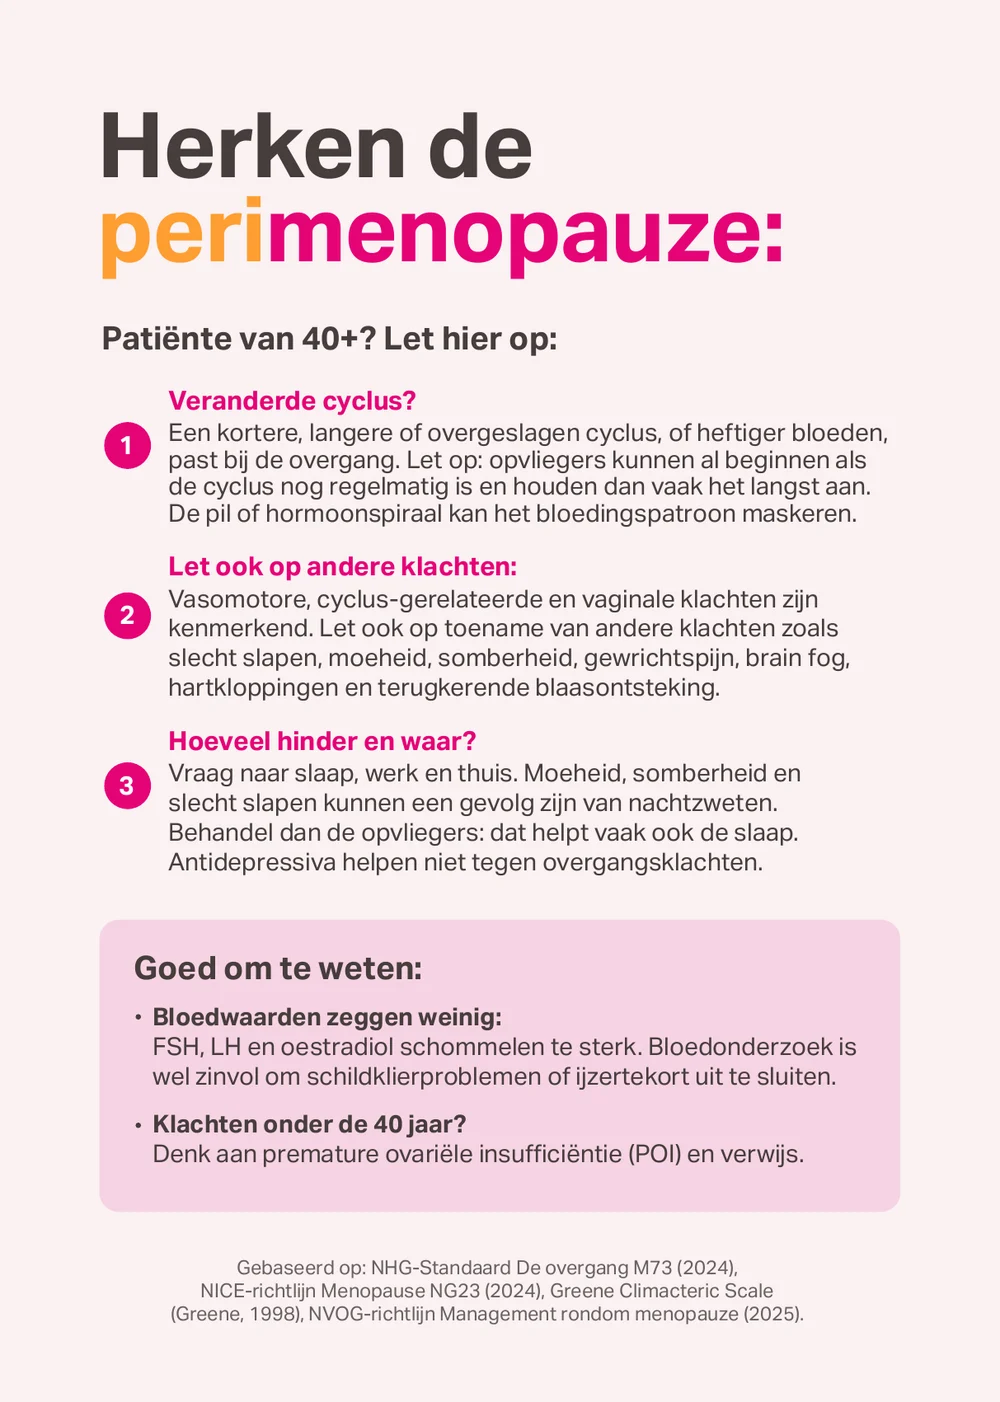 Herken de
perimenopauze:
Patiënte van 40+? Let hier op:
Veranderde cyclus?
1
Een kortere, langere of overgeslagen cyclus, of heftiger bloeden,
past bij de overgang. Let op: opvliegers kunnen al beginnen als
de cyclus nog regelmatig is en houden dan vaak het langst aan.
De pil of hormoonspiraal kan het bloedingspatroon maskeren.
Let ook op andere klachten:
2
Vasomotore, cyclus-gerelateerde en vaginale klachten zijn
kenmerkend. Let ook op toename van andere klachten zoals
slecht slapen, moeheid, somberheid, gewrichtspijn, brain fog,
hartkloppingen en terugkerende blaasontsteking.
Hoeveel hinder en waar?
3
Vraag naar slaap, werk en thuis. Moeheid, somberheid en
slecht slapen kunnen een gevolg zijn van nachtzweten.
Behandel dan de opvliegers: dat helpt vaak ook de slaap.
Antidepressiva helpen niet tegen overgangsklachten.
Goed om te weten:
• Bloedwaarden zeggen weinig:
FSH, LH en oestradiol schommelen te sterk. Bloedonderzoek is
wel zinvol om schildklierproblemen of ijzertekort uit te sluiten.
• Klachten onder de 40 jaar?
Denk aan premature ovariële insufficiëntie (POI) en verwijs.
Gebaseerd op: NHG-Standaard De overgang M73 (2024),
NICE-richtlijn Menopause NG23 (2024), Greene Climacteric Scale
(Greene, 1998), NVOG-richtlijn Management rondom menopauze (2025).